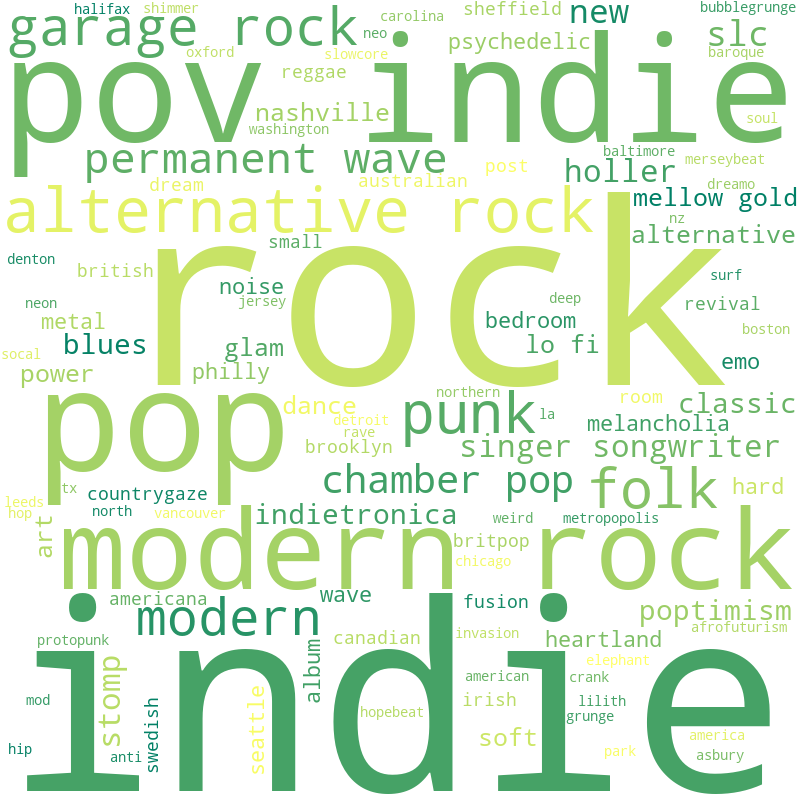 halifax
shimmer
carolina
sheffield
new
bubblegrunge
garage rock
neo
psychedelic
slc
oxford
slowcore
baroque
pov indie
reggae
nashville
washington
soul
permanent wave
post
baltimore
merseybeat
holler
dream
australian
dreamo
mellow gold
alternative rock
nz
small
alternative
denton
british
rock
surf
noise
jersey
deep
neon
revival
metal
bedroom
boston
socal
blues
glam
lo fi
emo
power
philly
northern
room
classic
pop
dance
punk
la
detroit
melancholia
rave
brooklyn
singer songwriter
chamber pop
folk
hard
tx
countrygaze
leeds
hop
north
vancouver
indietronica
weird
metropopolis
art
modern rock
britpop
chicago
americana
wave
fusion
modern
poptimism
afrofuturism
protopunk
canadian
invasion
heartland
stomp
album
elephant
indie
american
crank
mod
swedish
seattle
hopebeat
irish
lilith
grunge
soft
america
hip
anti
park
asbury